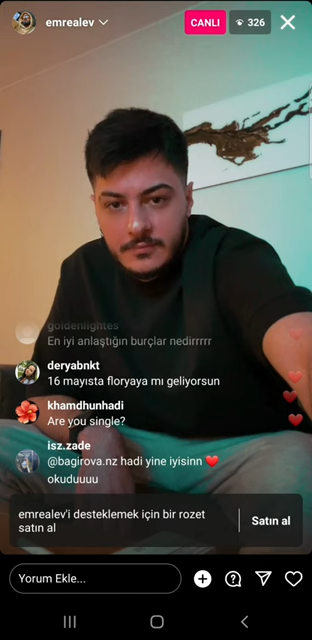 emrealev
CANLI
326
goldenlightes
En iyi anlaştığın burçlar nedirrrrr
deryabnkt
16 mayısta floryaya mı geliyorsun
khamdhunhadi
Are you single?
isz.zade
@bagirova.nz hadi yine iyisinn ❤️
okuduuuu
emrealev'i desteklemek için bir rozet
satın al
Satın al
Yorum Ekle...